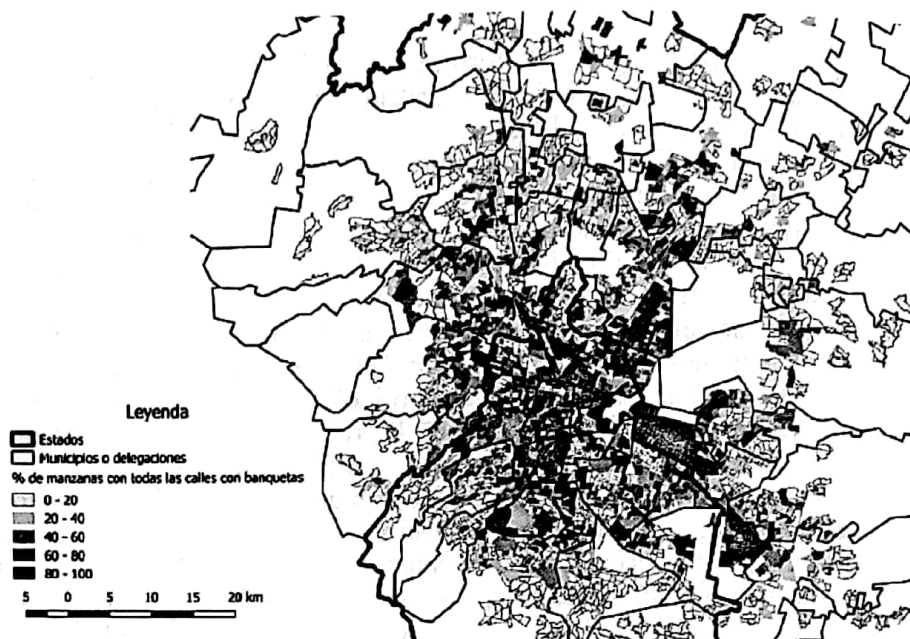 Leyenda
Estados
Municipios o delegaciones
% de manzanas con todas las calles con banquetas
0 - 20
20 - 40
40 - 60
60 - 80
80 - 100
5 0 5 10 15 20 km